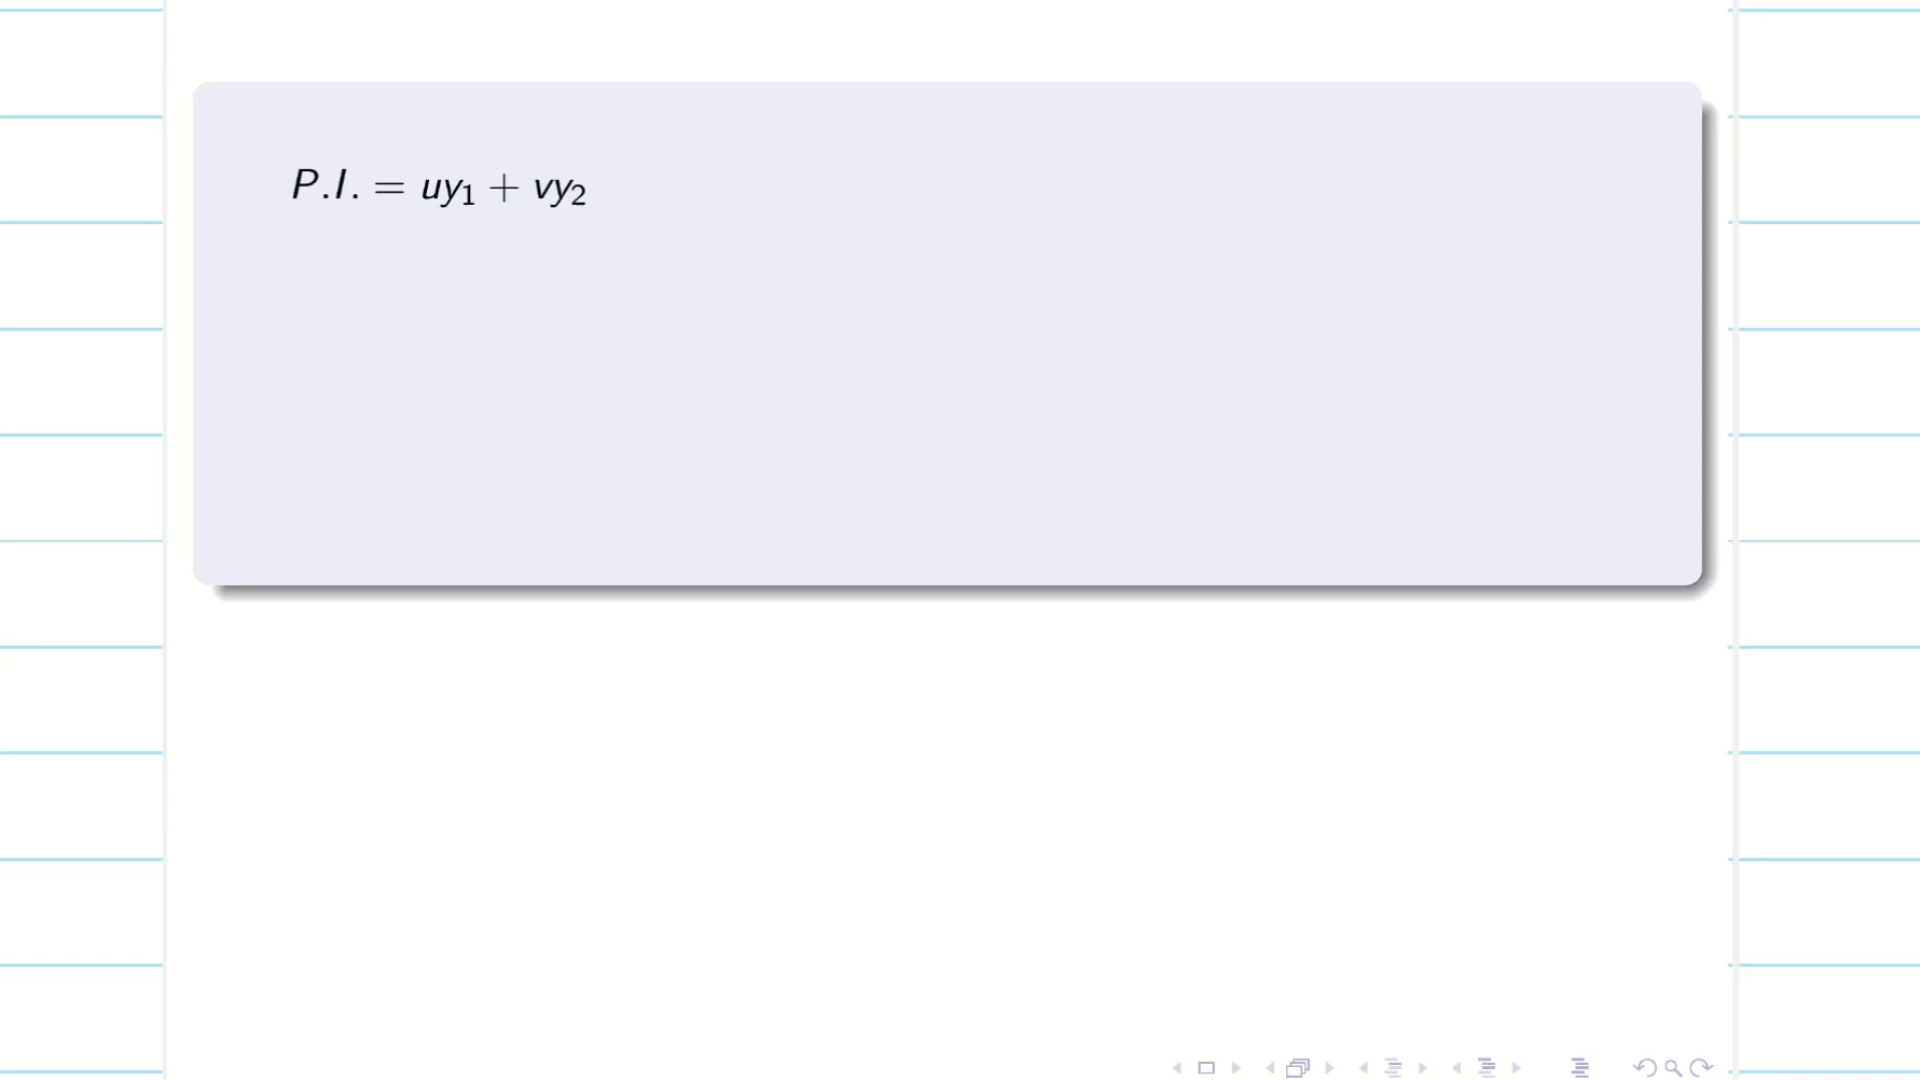 P.I. = uy₁ + vy₂